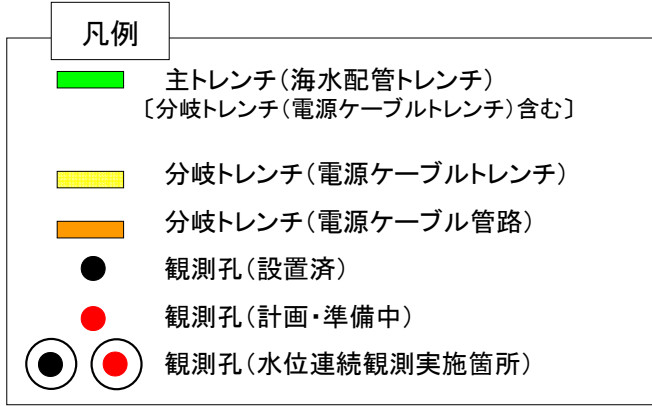 凡例
主トレンチ(海水配管トレンチ)
〔分岐トレンチ(電源ケーブルトレンチ)含む〕
分岐トレンチ(電源ケーブルトレンチ)
分岐トレンチ(電源ケーブル管路)
観測孔(設置済)
観測孔(計画・準備中)
観測孔(水位連続観測実施箇所)